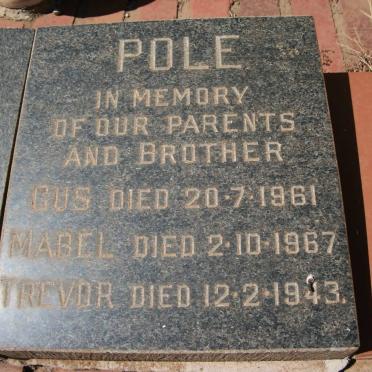 POLE
IN MEMORY
OF OUR PARENTS
AND BROTHER
GUS DIED 20·7·1961
MABEL DIED 2·10·1967
TREVOR DIED 12·2·1943.